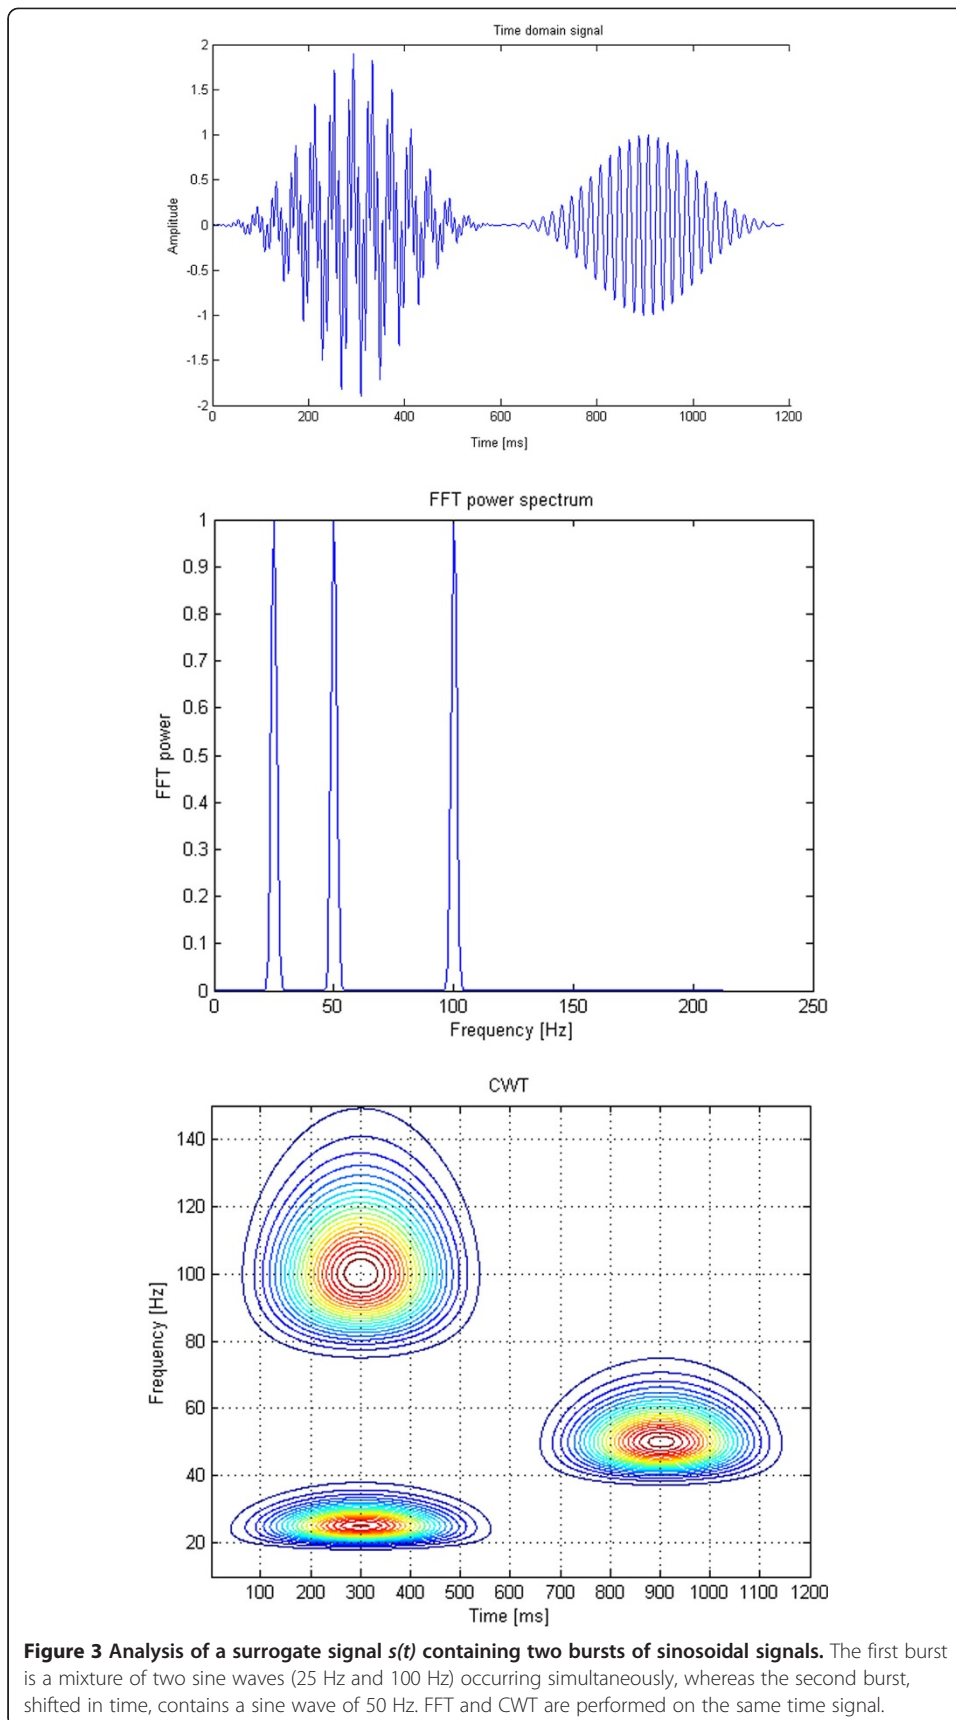 Time domain signal
2
1.5
1
0.5
0
-0.5
-1
-1.5
-2
Amplitude
0 200 400 600 800 1000 1200
Time [ms]
FFT power spectrum
1
0.9
0.8
0.7
0.6
0.5
0.4
0.3
0.2
0.1
0
FFT power
0 50 100 150 200 250
Frequency [Hz]
CWT
140
120
100
80
60
40
20
Frequency [Hz]
100 200 300 400 500 600 700 800 900 1000 1100 1200
Time [ms]
Figure 3 Analysis of a surrogate signal s(t) containing two bursts of sinosoidal signals. The first burst
is a mixture of two sine waves (25 Hz and 100 Hz) occurring simultaneously, whereas the second burst,
shifted in time, contains a sine wave of 50 Hz. FFT and CWT are performed on the same time signal.